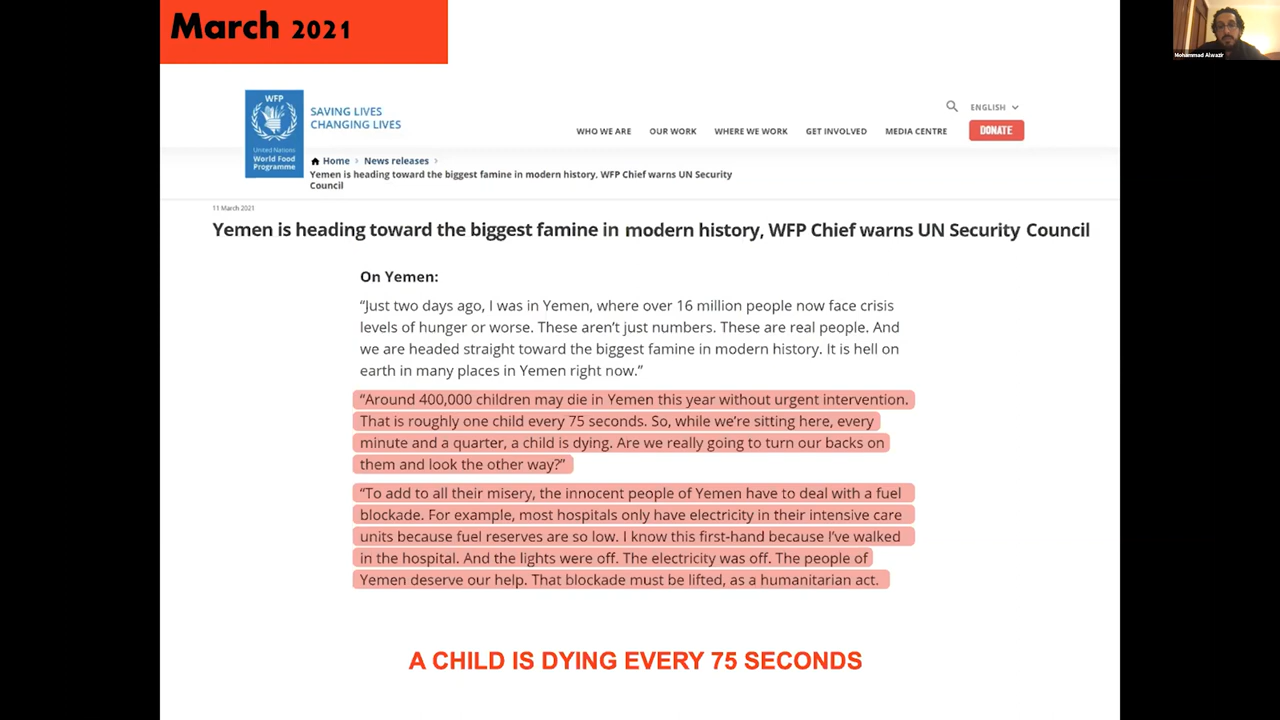 March 2021
Mohammad Alwazir
WFP
SAVING LIVES
CHANGING LIVES
United Nations
World Food
Programme
ENGLISH
WHO WE ARE
OUR WORK
WHERE WE WORK
GET INVOLVED
MEDIA CENTRE
DONATE
Home > News releases >
Yemen is heading toward the biggest famine in modern history, WFP Chief warns UN Security
Council
11 March 2021
Yemen is heading toward the biggest famine in modern history, WFP Chief warns UN Security Council
On Yemen:
“Just two days ago, I was in Yemen, where over 16 million people now face crisis
levels of hunger or worse. These aren’t just numbers. These are real people. And
we are headed straight toward the biggest famine in modern history. It is hell on
earth in many places in Yemen right now.”
“Around 400,000 children may die in Yemen this year without urgent intervention.
That is roughly one child every 75 seconds. So, while we’re sitting here, every
minute and a quarter, a child is dying. Are we really going to turn our backs on
them and look the other way?”
“To add to all their misery, the innocent people of Yemen have to deal with a fuel
blockade. For example, most hospitals only have electricity in their intensive care
units because fuel reserves are so low. I know this first-hand because I’ve walked
in the hospital. And the lights were off. The electricity was off. The people of
Yemen deserve our help. That blockade must be lifted, as a humanitarian act.
A CHILD IS DYING EVERY 75 SECONDS